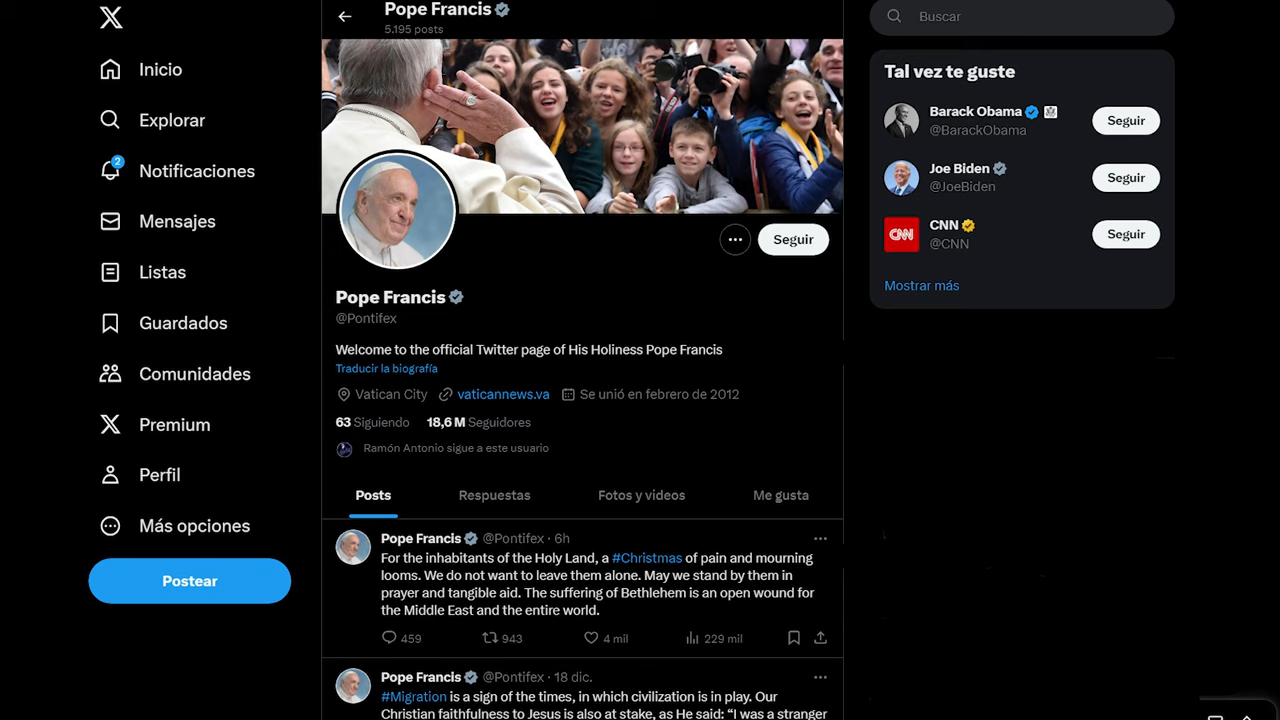 Inicio
Explorar
2
Notificaciones
Mensajes
Listas
Guardados
Comunidades
Premium
Perfil
Más opciones
Postear
Pope Francis
5.195 posts
Seguir
Pope Francis
@Pontifex
Welcome to the official Twitter page of His Holiness Pope Francis
Traducir la biografía
Vatican City vaticannews.va Se unió en febrero de 2012
63 Siguiendo 18,6 M Seguidores
Ramón Antonio sigue a este usuario
Posts Respuestas Fotos y videos Me gusta
Pope Francis @Pontifex · 6h
For the inhabitants of the Holy Land, a #Christmas of pain and mourning
looms. We do not want to leave them alone. May we stand by them in
prayer and tangible aid. The suffering of Bethlehem is an open wound for
the Middle East and the entire world.
459 943 4 mil 229 mil
Pope Francis @Pontifex · 18 dic.
#Migration is a sign of the times, in which civilization is in play. Our
Christian faithfulness to Jesus is also at stake, as He said: “I was a stranger
Buscar
Tal vez te guste
Barack Obama
@BarackObama
Seguir
Joe Biden
@JoeBiden
Seguir
CNN
CNN
@CNN
Seguir
Mostrar más